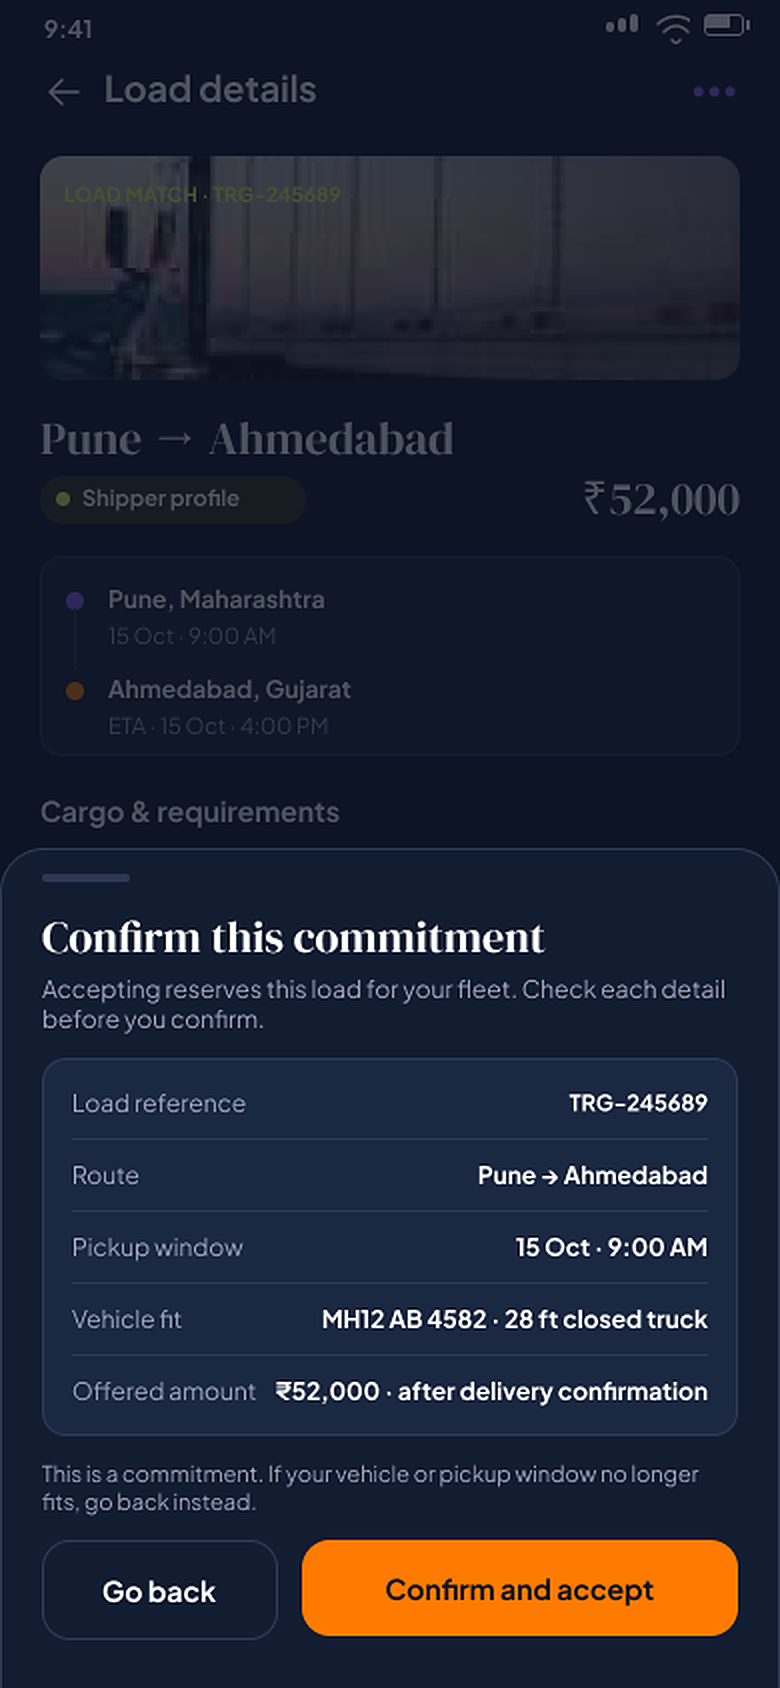 9:41
Load details
LOAD MATCH · TRG-245689
Pune → Ahmedabad
Shipper profile
₹52,000
Pune, Maharashtra
15 Oct · 9:00 AM
Ahmedabad, Gujarat
ETA · 15 Oct · 4:00 PM
Cargo & requirements
Confirm this commitment
Accepting reserves this load for your fleet. Check each detail
before you confirm.
Load reference TRG-245689
Route Pune → Ahmedabad
Pickup window 15 Oct · 9:00 AM
Vehicle fit MH12 AB 4582 · 28 ft closed truck
Offered amount ₹52,000 · after delivery confirmation
This is a commitment. If your vehicle or pickup window no longer
fits, go back instead.
Go back Confirm and accept